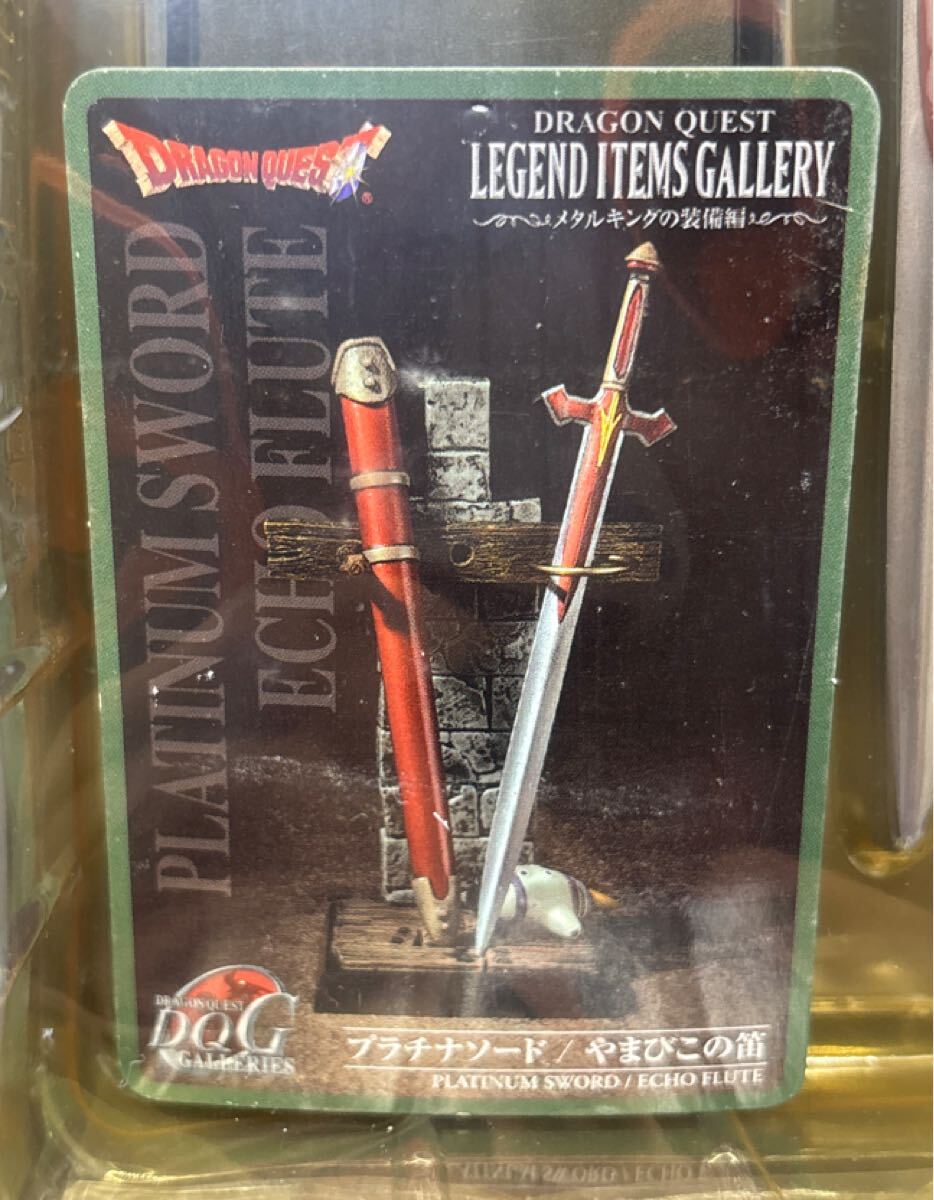 DRAGON QUEST
®
DRAGON QUEST
LEGEND ITEMS GALLERY
メタルキングの装備編
PLATINUM SWORD
ECHO FLUTE
DRAGON QUEST
DQG
GALLERIES
プラチナソード / やまびこの笛
PLATINUM SWORD / ECHO FLUTE